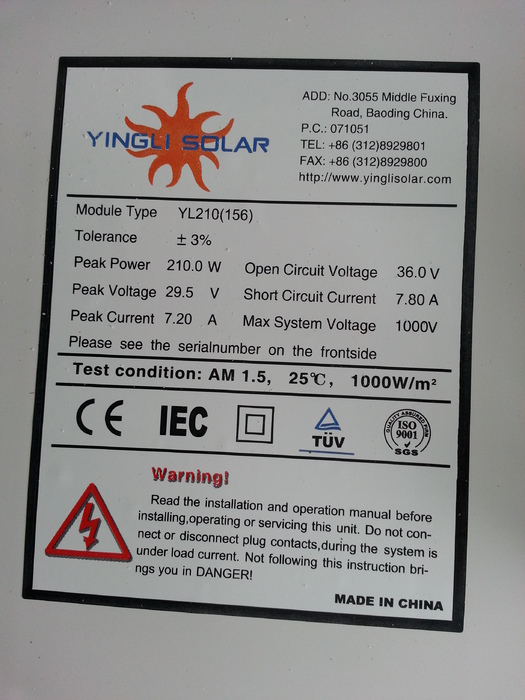 YINGLI SOLAR
ADD: No.3055 Middle Fuxing
Road, Baoding China.
P.C.: 071051
TEL: +86 (312)8929801
FAX: +86 (312)8929800
http://www.yinglisolar.com
Module Type YL210(156)
Tolerance ± 3%
Peak Power 210.0 W Open Circuit Voltage 36.0 V
Peak Voltage 29.5 V Short Circuit Current 7.80 A
Peak Current 7.20 A Max System Voltage 1000V
Please see the serialnumber on the frontside
Test condition: AM 1.5, 25℃, 1000W/m²
CE IEC TÜV
QUALITY ASSURED FIRM
ISO
9001
SGS
Warning!
Read the installation and operation manual before
installing,operating or servicing this unit. Do not con-
nect or disconnect plug contacts,during the system is
under load current. Not following this instruction bri-
ngs you in DANGER!
MADE IN CHINA